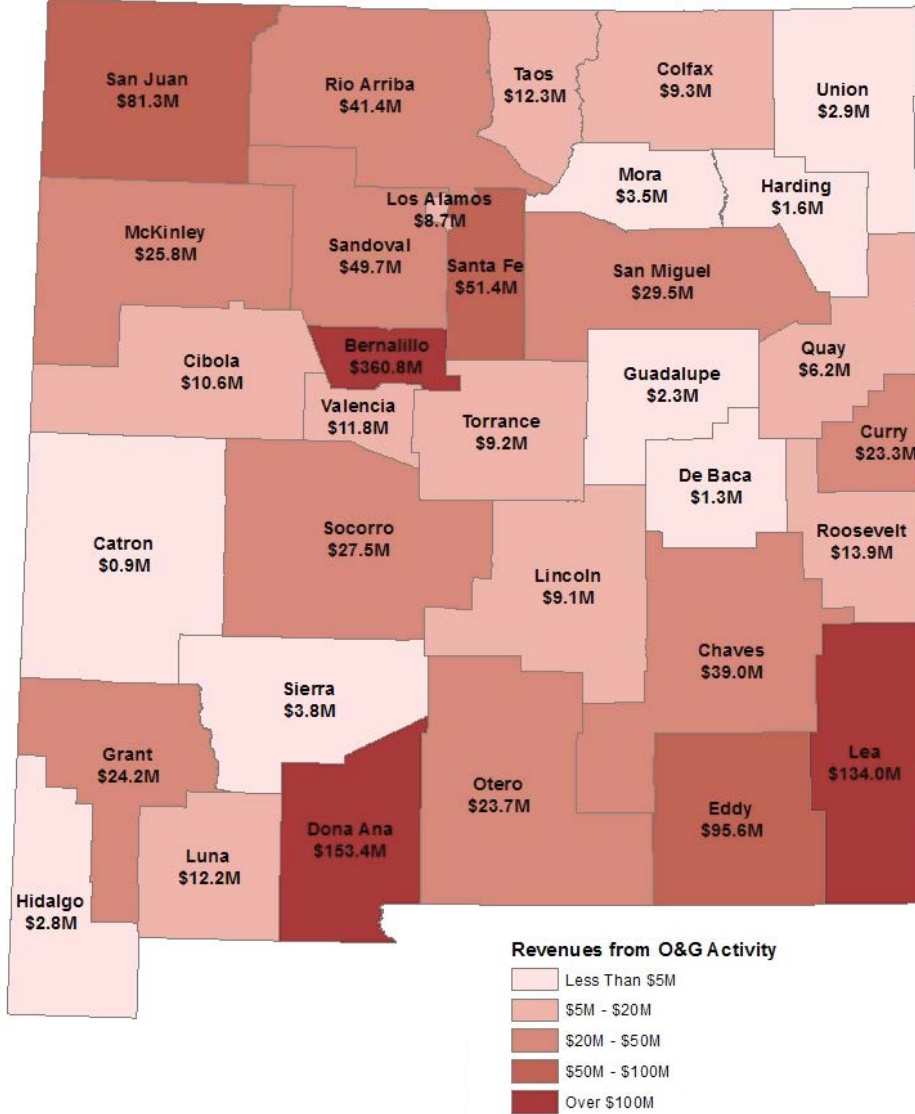 San Juan
$81.3M
Rio Arriba
$41.4M
Taos
$12.3M
Colfax
$9.3M
Union
$2.9M
Mora
$3.5M
Harding
$1.6M
Los Alamos
$8.7M
McKinley
$25.8M
Sandoval
$49.7M
Santa Fe
$51.4M
San Miguel
$29.5M
Bernalillo
$360.8M
Cibola
$10.6M
Valencia
$11.8M
Torrance
$9.2M
Guadalupe
$2.3M
Quay
$6.2M
Curry
$23.3M
De Baca
$1.3M
Roosevelt
$13.9M
Catron
$0.9M
Socorro
$27.5M
Lincoln
$9.1M
Chaves
$39.0M
Sierra
$3.8M
Grant
$24.2M
Otero
$23.7M
Lea
$134.0M
Eddy
$95.6M
Dona Ana
$153.4M
Luna
$12.2M
Hidalgo
$2.8M
Revenues from O&G Activity
Less Than $5M
$5M - $20M
$20M - $50M
$50M - $100M
Over $100M